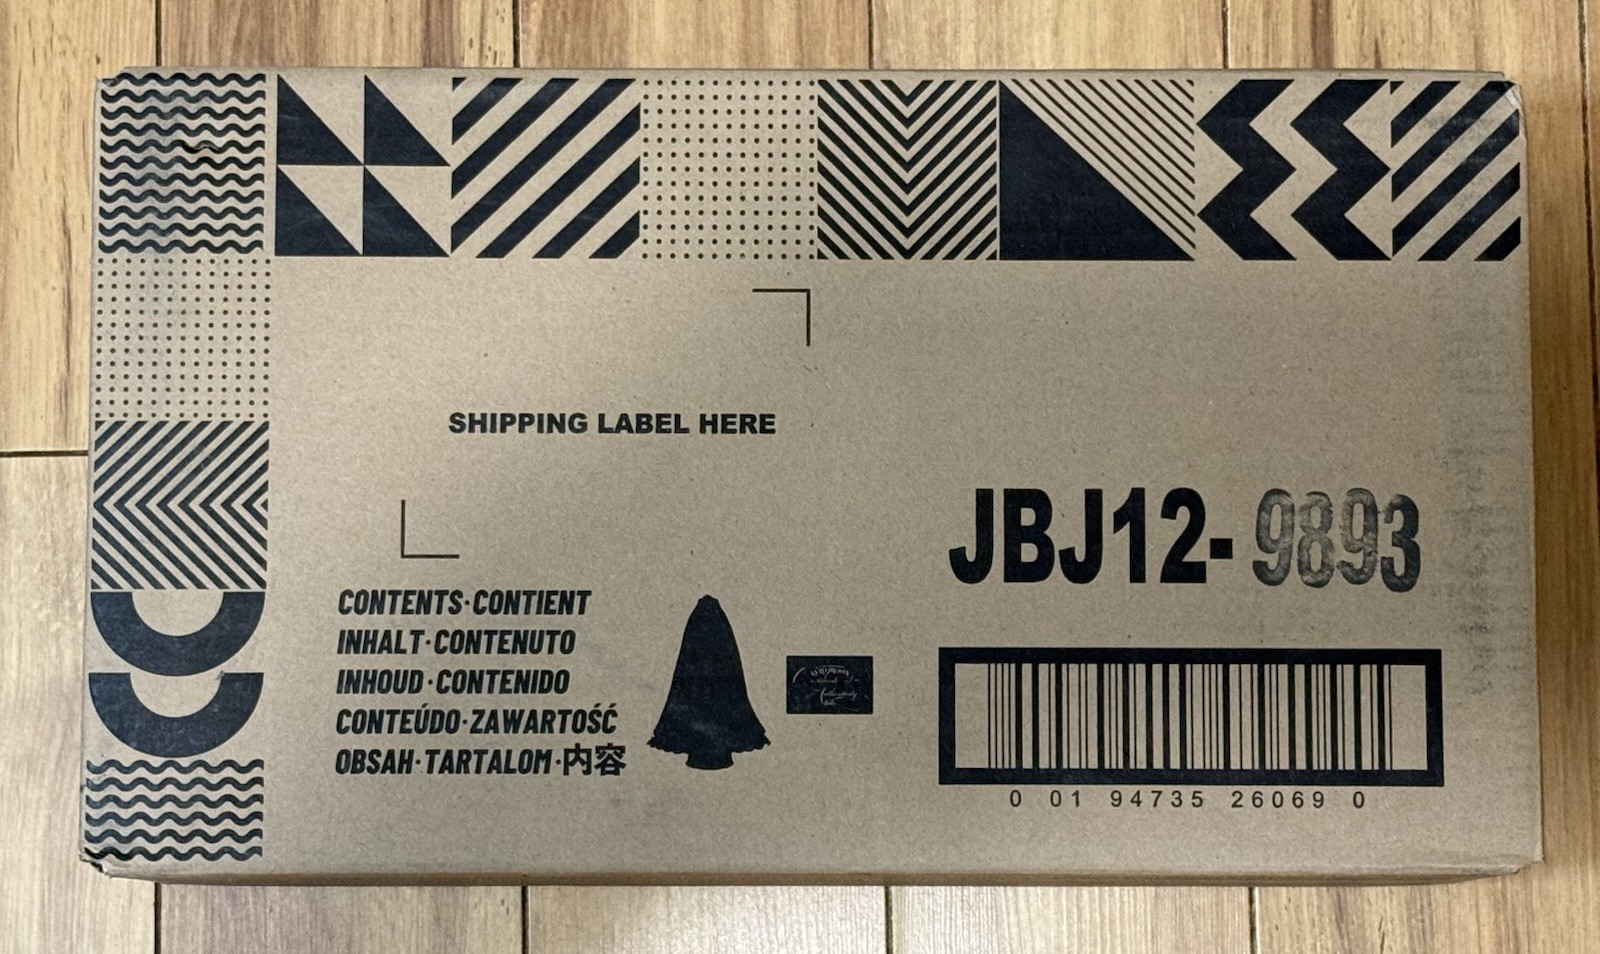 SHIPPING LABEL HERE
JBJ12-9893
CONTENTS·CONTIENT
INHALT·CONTENUTO
INHOUD·CONTENIDO
CONTEÚDO·ZAWARTOŚĆ
OBSAH·TARTALOM·内容
0 01 94735 26069 0